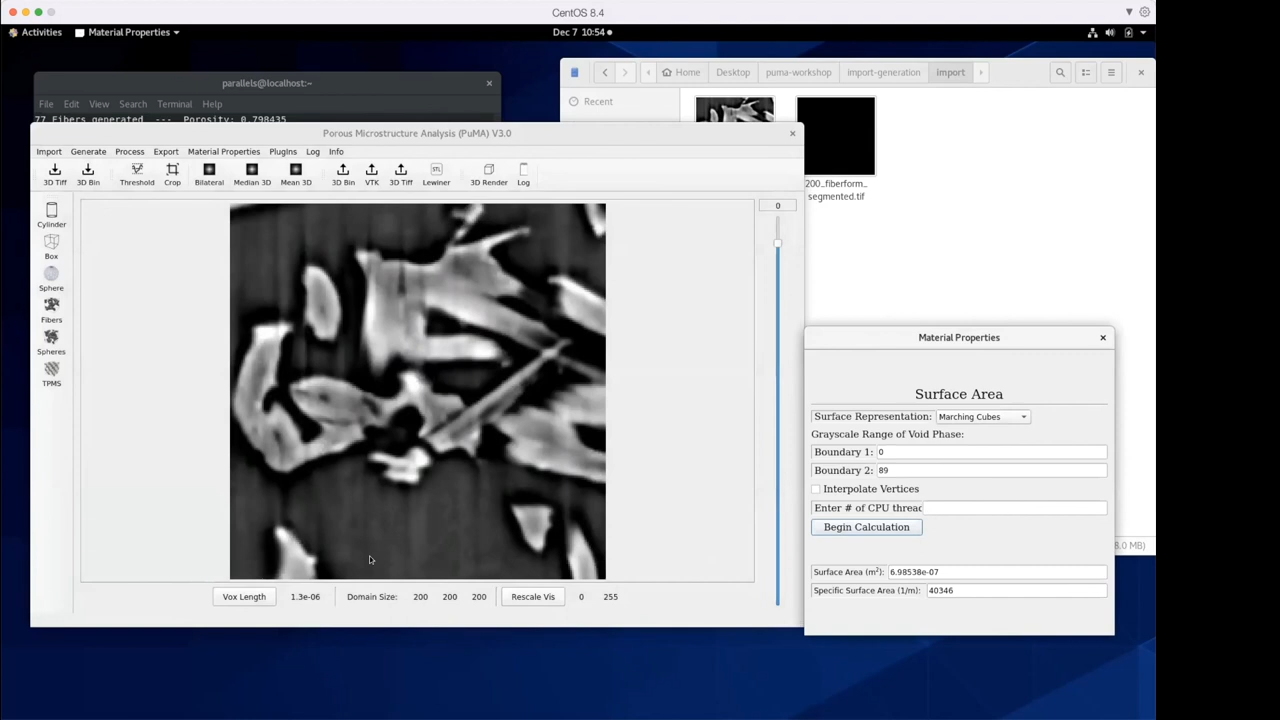 CentOS 8.4
Activities Material Properties Dec 7 10:54
parallels@localhost:~
File Edit View Search Terminal Help
77 Fibers generated --- Porosity: 0.798435
Home Desktop puma-workshop import-generation import
Recent
200_fiberform_
segmented.tif
8.0 MB)
Porous Microstructure Analysis (PuMA) V3.0
Import Generate Process Export Material Properties PlugIns Log Info
3D Tiff 3D Bin Threshold Crop Bilateral Median 3D Mean 3D 3D Bin VTK 3D Tiff Lewiner 3D Render Log
Cylinder
Box
Sphere
Fibers
Spheres
TPMS
0
Vox Length 1.3e-06 Domain Size: 200 200 200 Rescale Vis 0 255
Material Properties
Surface Area
Surface Representation: Marching Cubes
Grayscale Range of Void Phase:
Boundary 1: 0
Boundary 2: 89
Interpolate Vertices
Enter # of CPU threac
Begin Calculation
Surface Area (m²): 6.98538e-07
Specific Surface Area (1/m): 40346